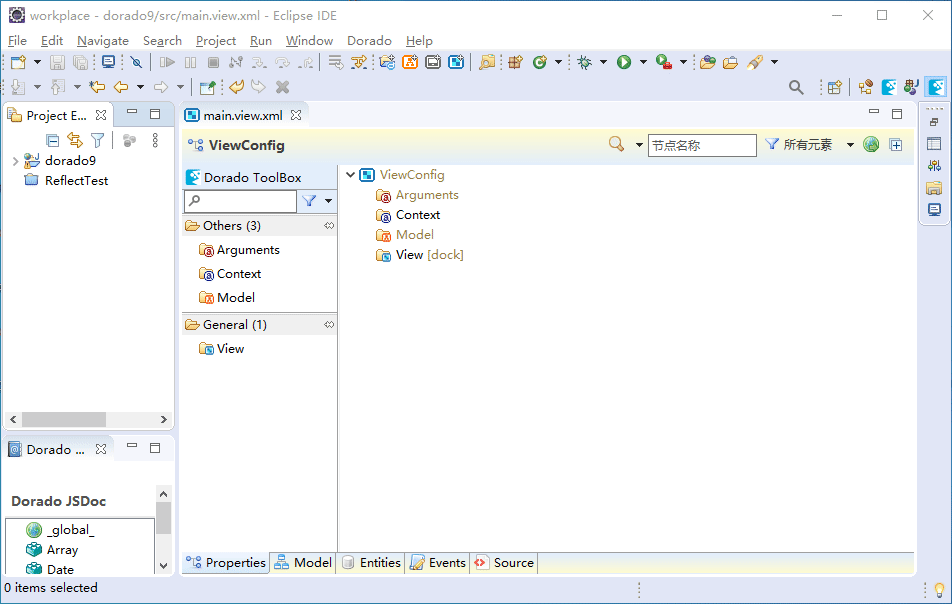 workplace - dorado9/src/main.view.xml - Eclipse IDE
File Edit Navigate Search Project Run Window Dorado Help
Project E...
dorado9
ReflectTest
main.view.xml
ViewConfig
节点名称
所有元素
Dorado ToolBox
Others (3)
Arguments
Context
Model
General (1)
View
ViewConfig
Arguments
Context
Model
View [dock]
Dorado ...
Dorado JSDoc
_global_
Array
Date
Properties Model Entities Events Source
0 items selected